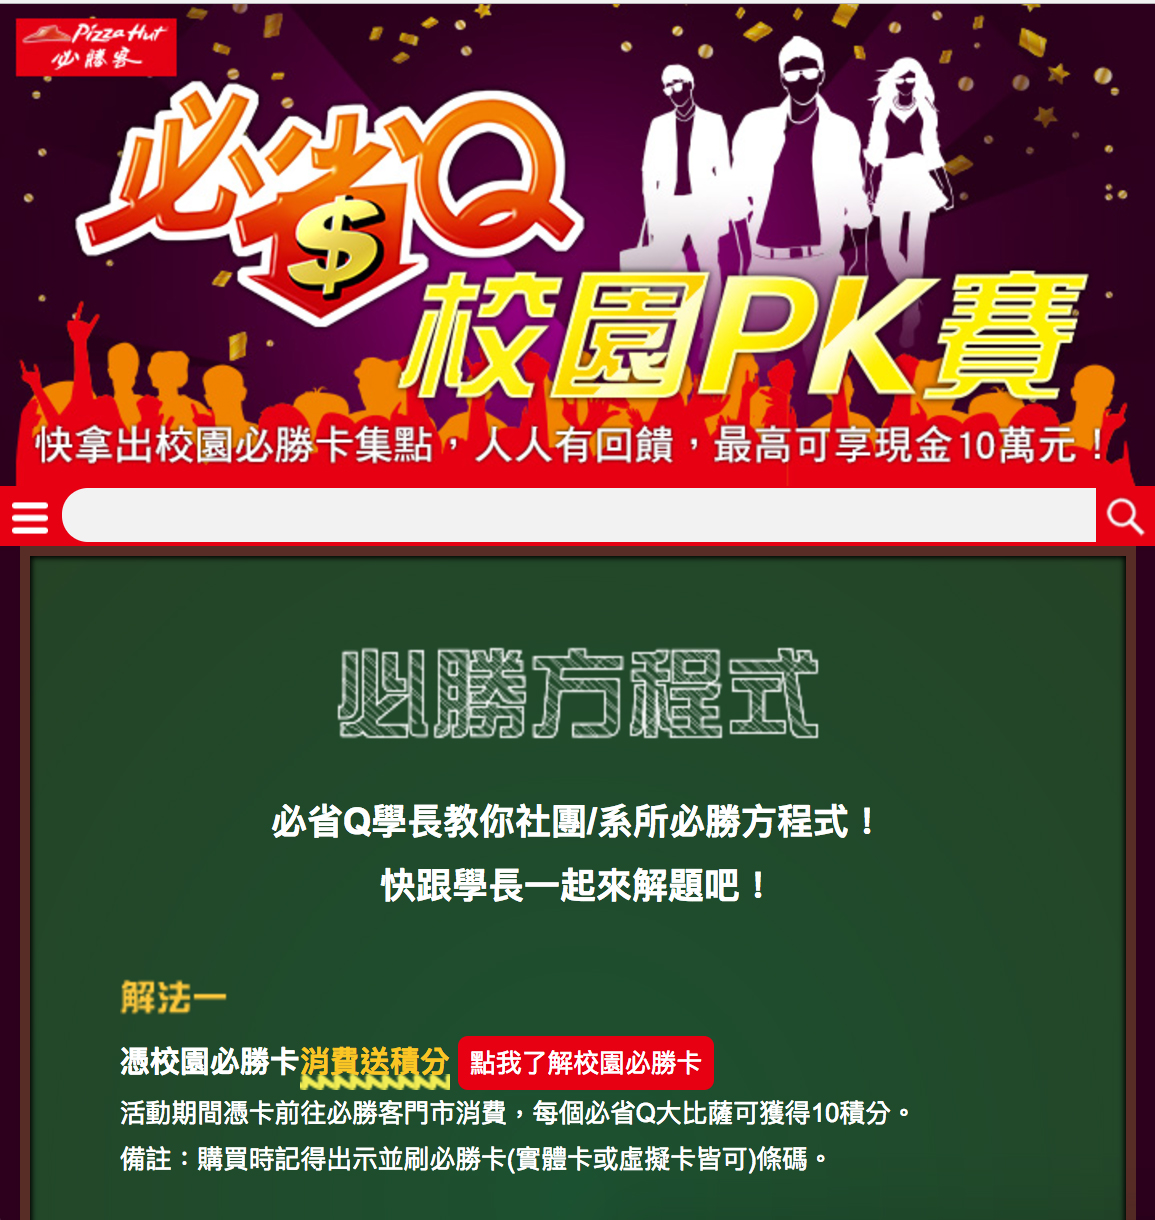 Pizza Hut
必勝客
必省Q
$
校園PK賽
快拿出校園必勝卡集點，人人有回饋，最高可享現金10萬元！
必勝方程式
必省Q學長教你社團/系所必勝方程式！
快跟學長一起來解題吧！
解法一
憑校園必勝卡消費送積分 點我了解校園必勝卡
活動期間憑卡前往必勝客門市消費，每個必省Q大比薩可獲得10積分。
備註：購買時記得出示並刷必勝卡(實體卡或虛擬卡皆可)條碼。